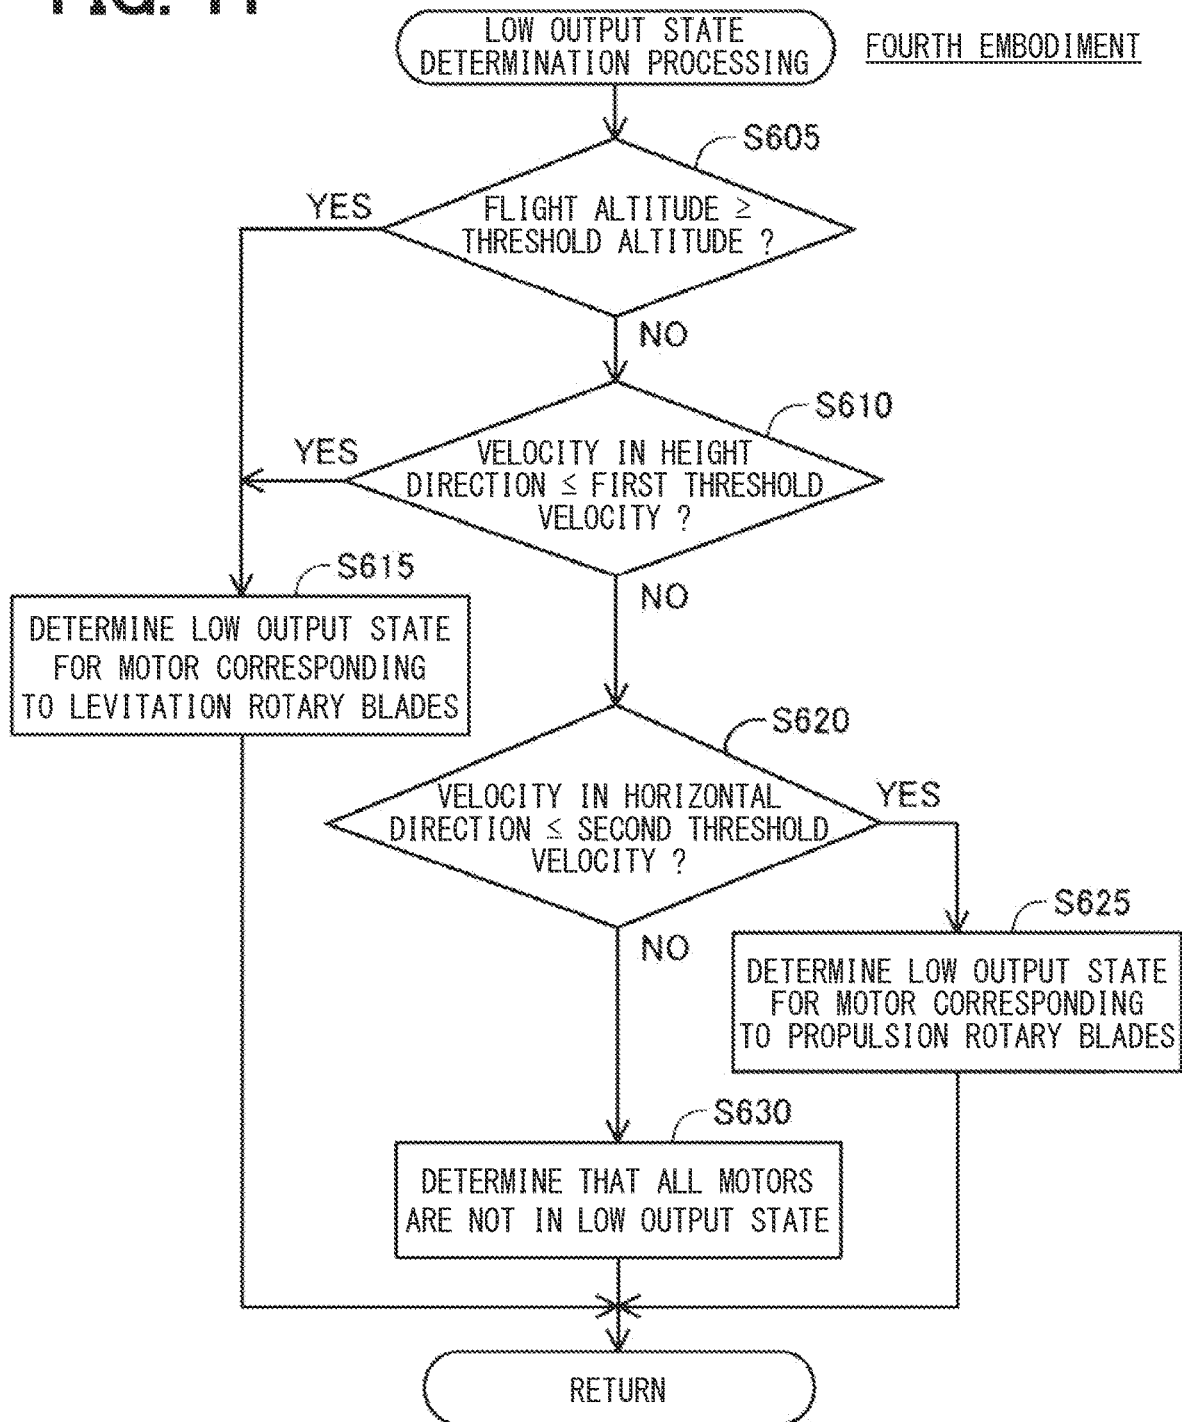 LOW OUTPUT STATE
DETERMINATION PROCESSING
FOURTH EMBODIMENT
S605
YES
FLIGHT ALTITUDE ≥
THRESHOLD ALTITUDE ?
NO
S610
YES
VELOCITY IN HEIGHT
DIRECTION ≤ FIRST THRESHOLD
VELOCITY ?
NO
S615
DETERMINE LOW OUTPUT STATE
FOR MOTOR CORRESPONDING
TO LEVITATION ROTARY BLADES
S620
VELOCITY IN HORIZONTAL
DIRECTION ≤ SECOND THRESHOLD
VELOCITY ?
YES
NO
S625
DETERMINE LOW OUTPUT STATE
FOR MOTOR CORRESPONDING
TO PROPULSION ROTARY BLADES
S630
DETERMINE THAT ALL MOTORS
ARE NOT IN LOW OUTPUT STATE
RETURN